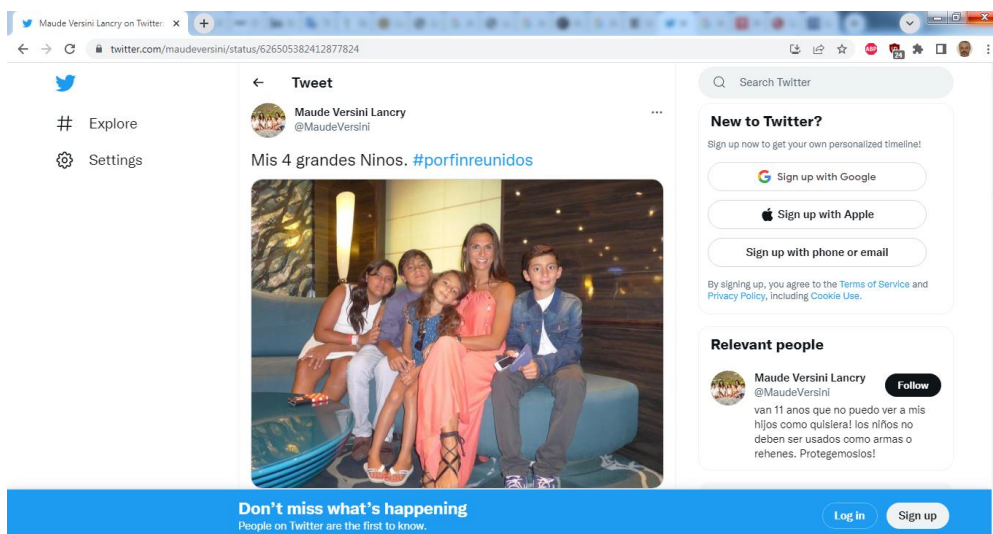 Maude Versini Lancry on Twitter:
twitter.com/maudeversini/status/626505382412877824
ABP
24
Explore
Settings
Tweet
Maude Versini Lancry
@MaudeVersini
Mis 4 grandes Ninos. #porfinreunidos
Search Twitter
New to Twitter?
Sign up now to get your own personalized timeline!
Sign up with Google
Sign up with Apple
Sign up with phone or email
By signing up, you agree to the Terms of Service and
Privacy Policy, including Cookie Use.
Relevant people
Maude Versini Lancry
@MaudeVersini
Follow
van 11 anos que no puedo ver a mis
hijos como quisiera! los niños no
deben ser usados como armas o
rehenes. Protegemoslos!
Don't miss what's happening
People on Twitter are the first to know.
Log in
Sign up